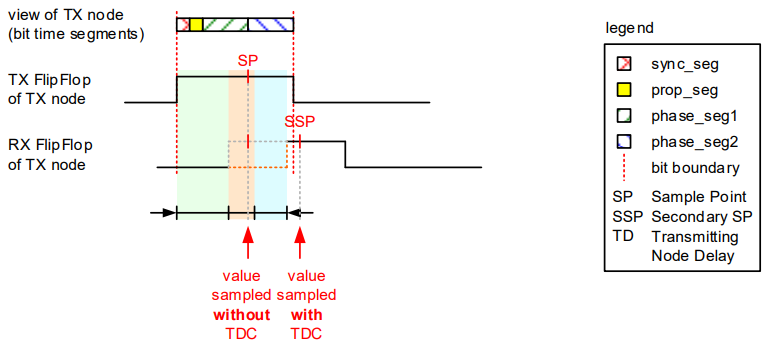 view of TX node
(bit time segments)
SP
TX FlipFlop
of TX node
SSP
RX FlipFlop
of TX node
value
sampled
without
TDC
value
sampled
with
TDC
legend
sync_seg
prop_seg
phase_seg1
phase_seg2
bit boundary
SP Sample Point
SSP Secondary SP
TD Transmitting
Node Delay